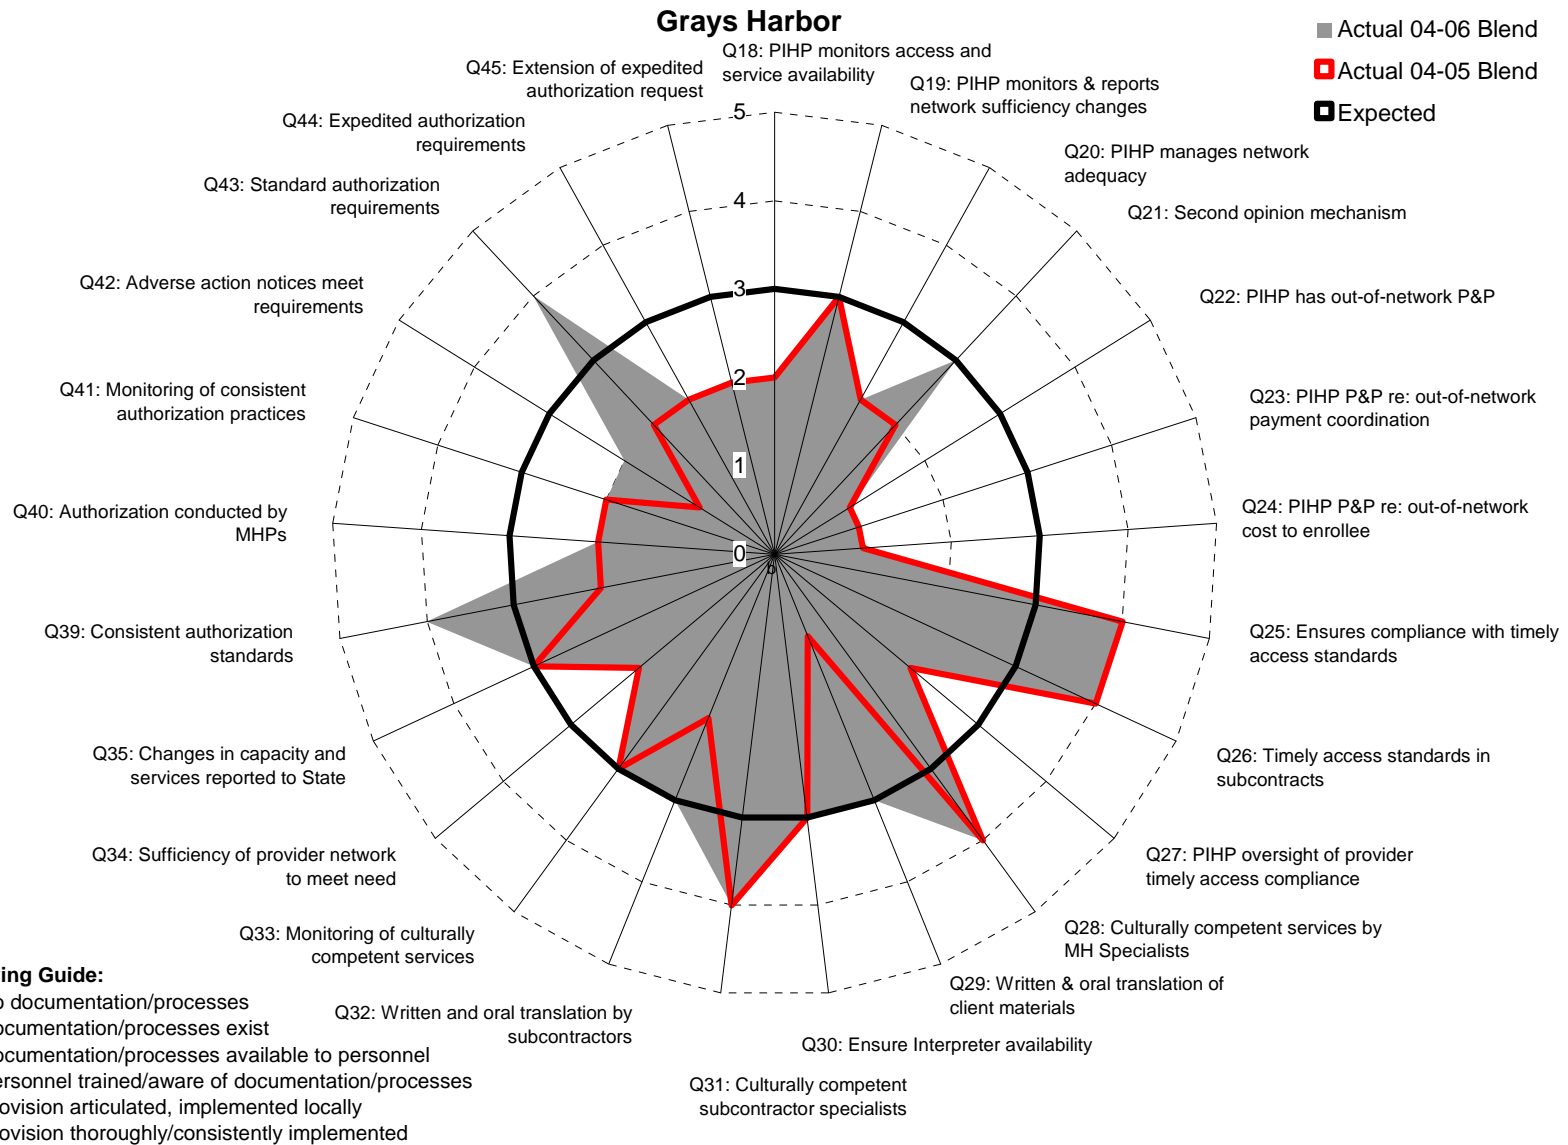 Grays Harbor
Actual 04-06 Blend
Actual 04-05 Blend
Expected
Q18: PIHP monitors access and
service availability
Q19: PIHP monitors & reports
network sufficiency changes
Q20: PIHP manages network
adequacy
Q21: Second opinion mechanism
Q22: PIHP has out-of-network P&P
Q23: PIHP P&P re: out-of-network
payment coordination
Q24: PIHP P&P re: out-of-network
cost to enrollee
Q25: Ensures compliance with timely
access standards
Q26: Timely access standards in
subcontracts
Q27: PIHP oversight of provider
timely access compliance
Q28: Culturally competent services by
MH Specialists
Q29: Written & oral translation of
client materials
Q30: Ensure Interpreter availability
Q31: Culturally competent
subcontractor specialists
Q32: Written and oral translation by
subcontractors
Q33: Monitoring of culturally
competent services
Q34: Sufficiency of provider network
to meet need
Q35: Changes in capacity and
services reported to State
Q39: Consistent authorization
standards
Q40: Authorization conducted by
MHPs
Q41: Monitoring of consistent
authorization practices
Q42: Adverse action notices meet
requirements
Q43: Standard authorization
requirements
Q44: Expedited authorization
requirements
Q45: Extension of expedited
authorization request
5
4
3
2
1
0
b
ing Guide:
o documentation/processes
ocumentation/processes exist
ocumentation/processes available to personnel
ersonnel trained/aware of documentation/processes
ovision articulated, implemented locally
ovision thoroughly/consistently implemented